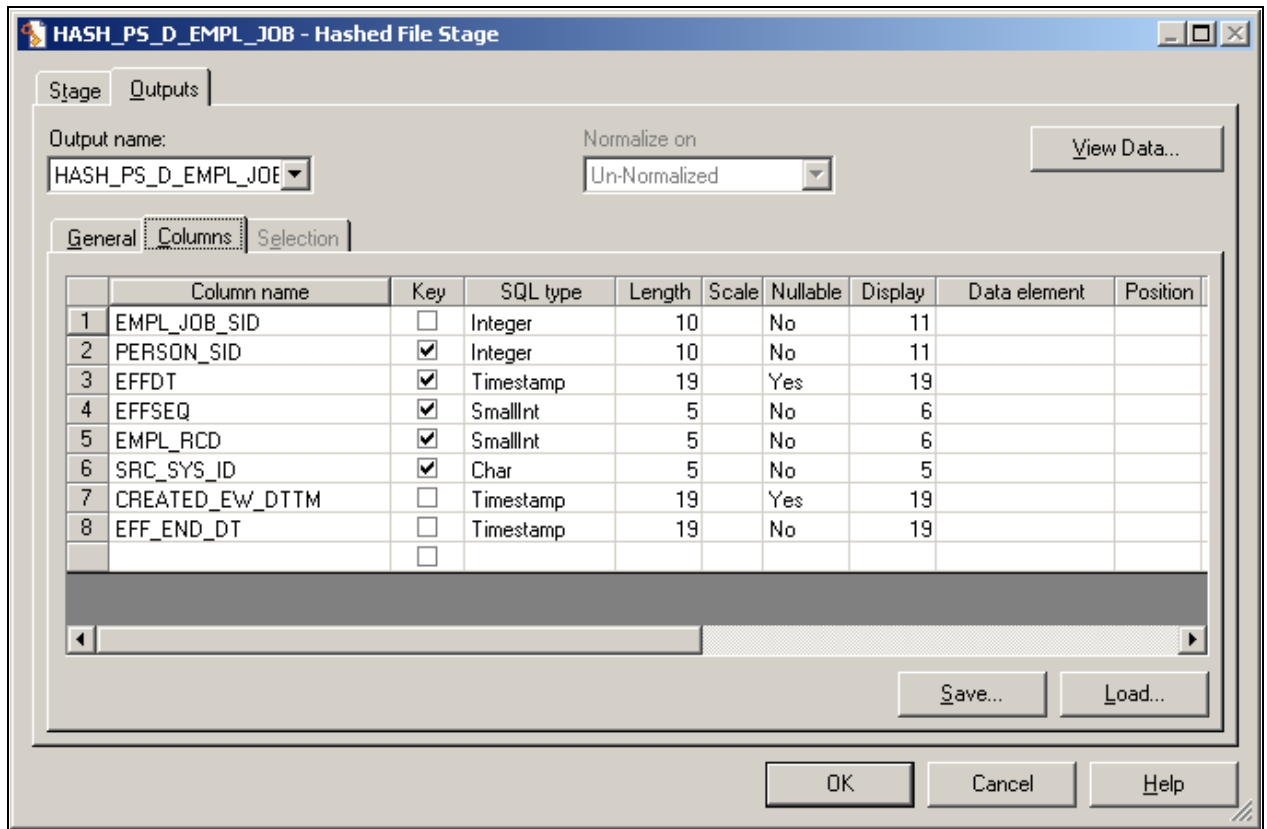 HASH_PS_D_EMPL_JOB - Hashed File Stage
Stage Outputs
Output name: Normalize on
HASH_PS_D_EMPL_JOE Un-Normalized View Data...
General Columns Selection
Column name Key SQL type Length Scale Nullable Display Data element Position
1 EMPL_JOB_SID Integer 10 No 11
2 PERSON_SID Integer 10 No 11
3 EFFDT Timestamp 19 Yes 19
4 EFFSEQ SmallInt 5 No 6
5 EMPL_RCD SmallInt 5 No 6
6 SRC_SYS_ID Char 5 No 5
7 CREATED_EW_DTTM Timestamp 19 Yes 19
8 EFF_END_DT Timestamp 19 No 19
Save... Load...
OK Cancel Help